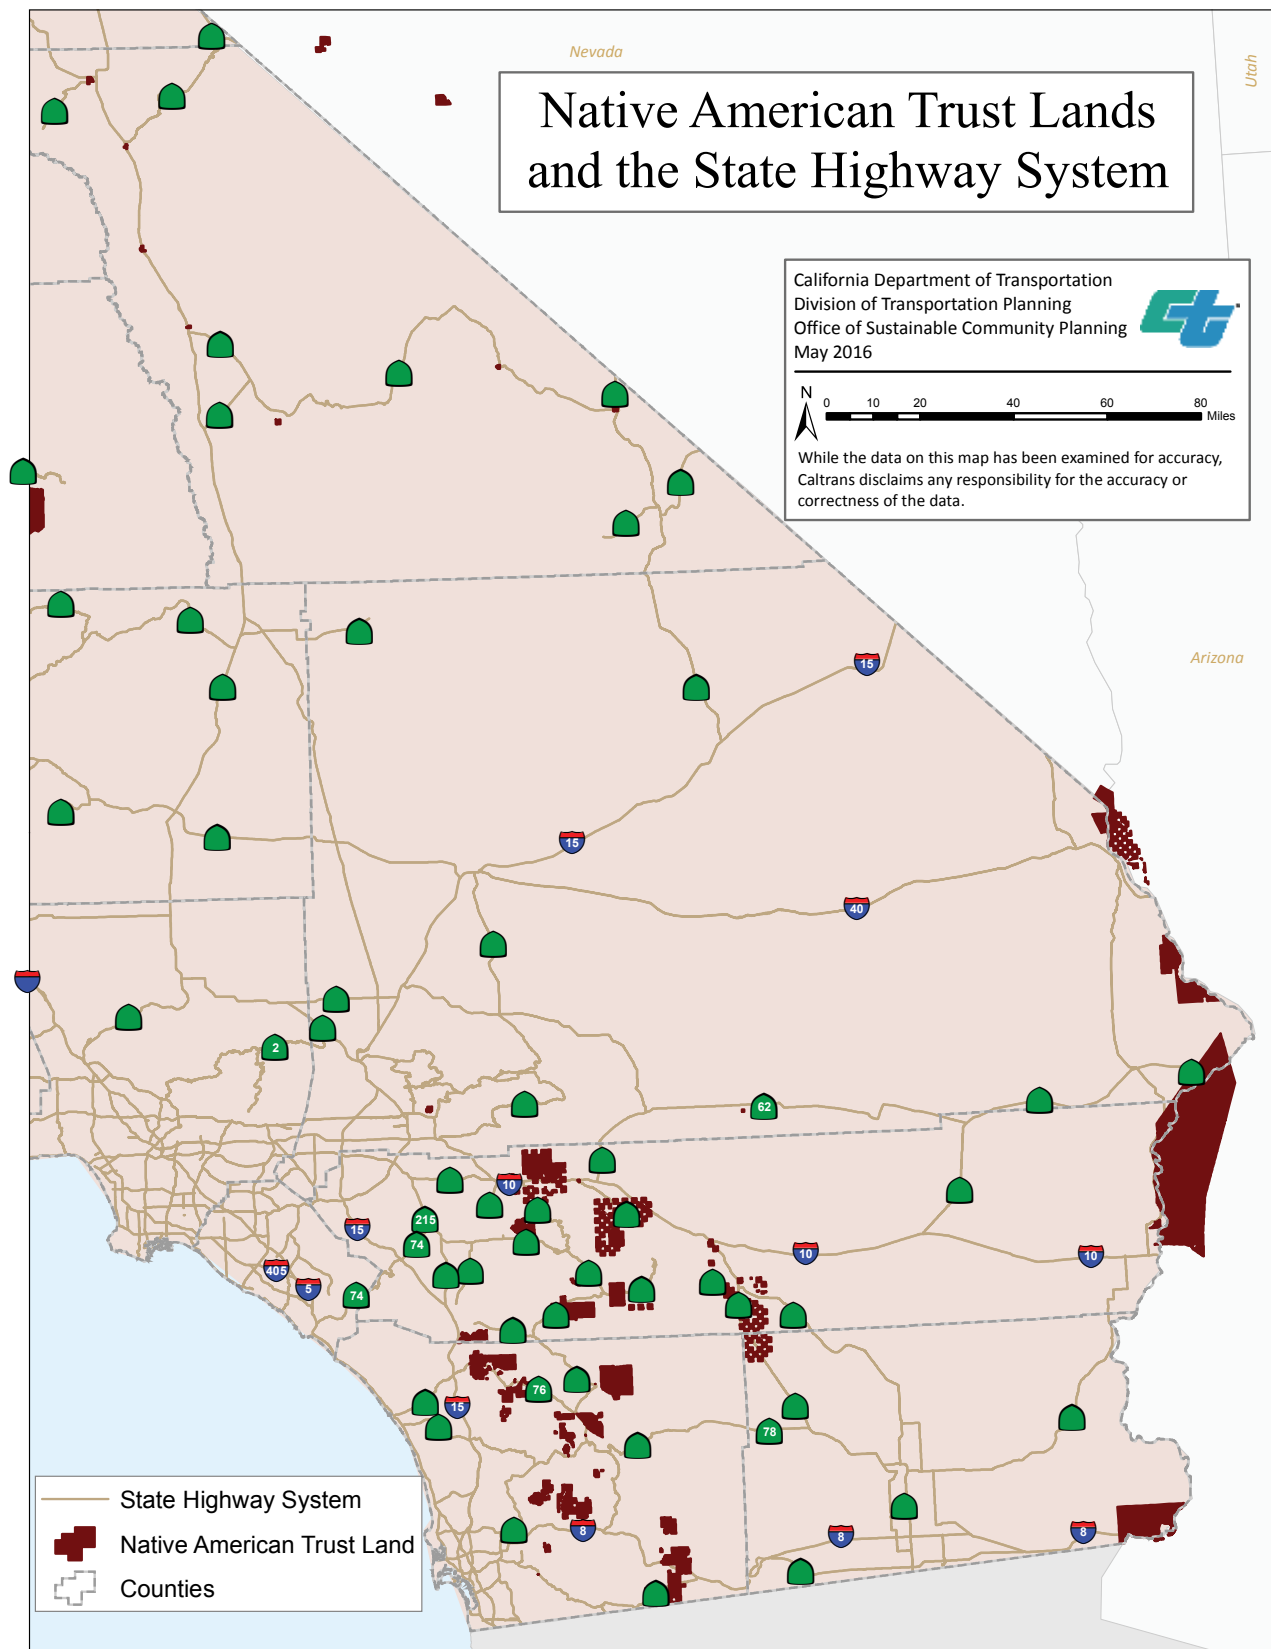 Nevada
Utah
Native American Trust Lands
and the State Highway System
California Department of Transportation
Division of Transportation Planning
Office of Sustainable Community Planning
May 2016
ct
N
0 10 20 40 60 80
Miles
While the data on this map has been examined for accuracy,
Caltrans disclaims any responsibility for the accuracy or
correctness of the data.
Arizona
15
15
40
2
62
10
215
15
74
10
10
405
5
74
76
15
78
8
8
8
State Highway System
Native American Trust Land
Counties